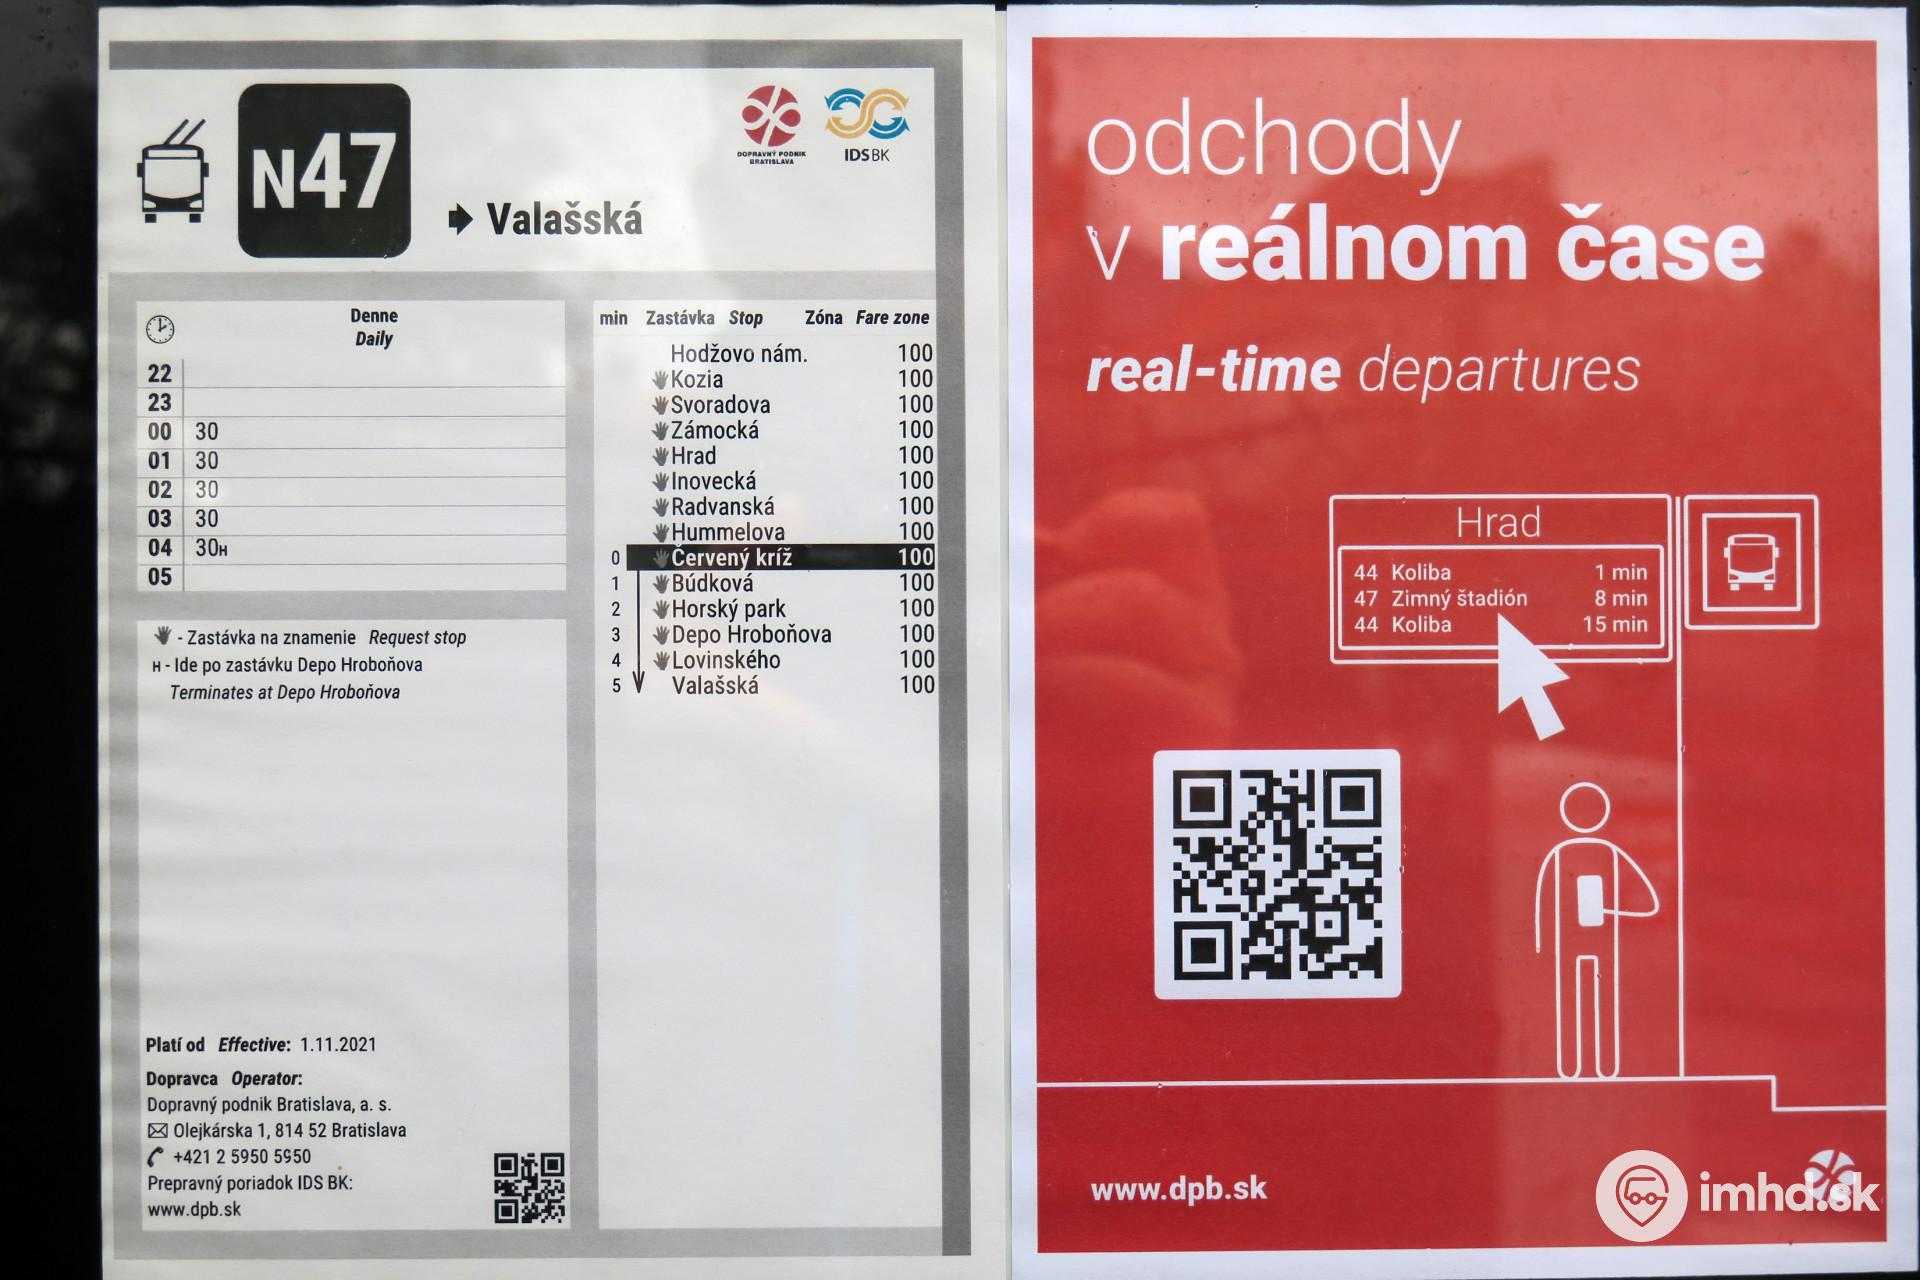 N47
Valašská
DOPRAVNÝ PODNIK
BRATISLAVA
IDS BK
Denne
Daily
22
23
00 30
01 30
02 30
03 30
04 30H
05
- Zastávka na znamenie Request stop
H - Ide po zastávku Depo Hroboňova
Terminates at Depo Hroboňova
Platí od Effective: 1.11.2021
Dopravca Operator:
Dopravný podnik Bratislava, a. s.
Olejkárska 1, 814 52 Bratislava
+421 2 5950 5950
Prepravný poriadok IDS BK:
www.dpb.sk
min Zastávka Stop Zóna Fare zone
Hodžovo nám. 100
Kozia 100
Svoradova 100
Zámocká 100
Hrad 100
Inovecká 100
Radvanská 100
Hummelova 100
0 Červený kríž 100
1 Búdková 100
2 Horský park 100
3 Depo Hroboňova 100
4 Lovinského 100
5 Valašská 100
odchody
v reálnom čase
real-time departures
Hrad
44 Koliba 1 min
47 Zimný štadión 8 min
44 Koliba 15 min
www.dpb.sk
imhd.sk